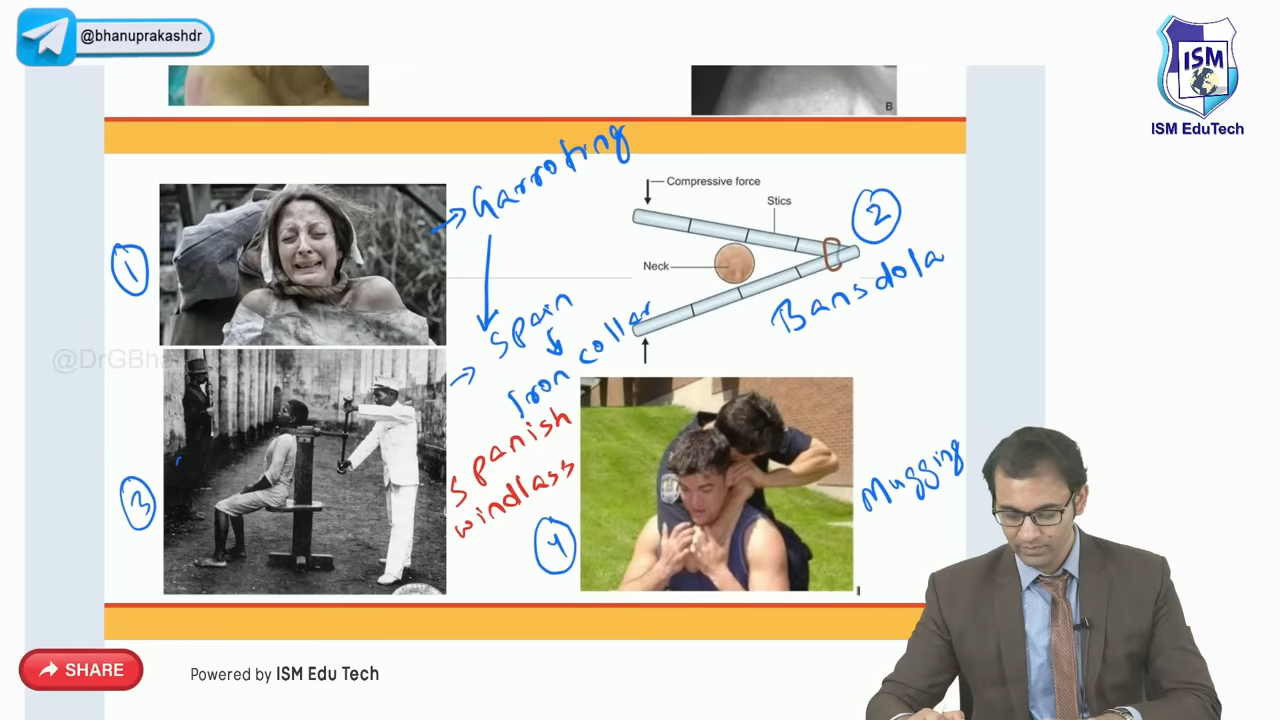 @bhanuprakashdr
ISM
ISM EduTech
B
Garroting
Compressive force
Stics
2
Neck
1
Bansdola
Spain
Iron collar
@DrGBha
Spanish
windlass
3
4
Mugging
SHARE
Powered by ISM Edu Tech